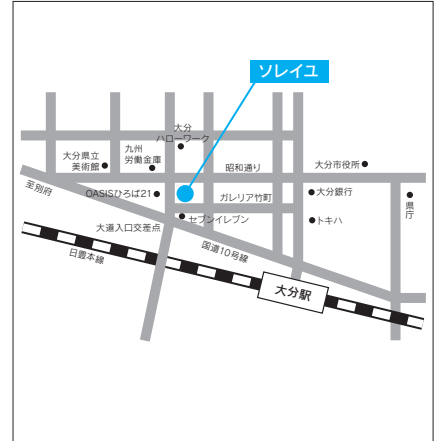 ソレイユ
大分
ハローワーク
九州
労働金庫
大分県立
美術館
昭和通り
大分市役所
至別府
OASISひろば21
ガレリア竹町
大分銀行
県庁
セブンイレブン
トキハ
大道入口交差点
国道10号線
日豊本線
大分駅